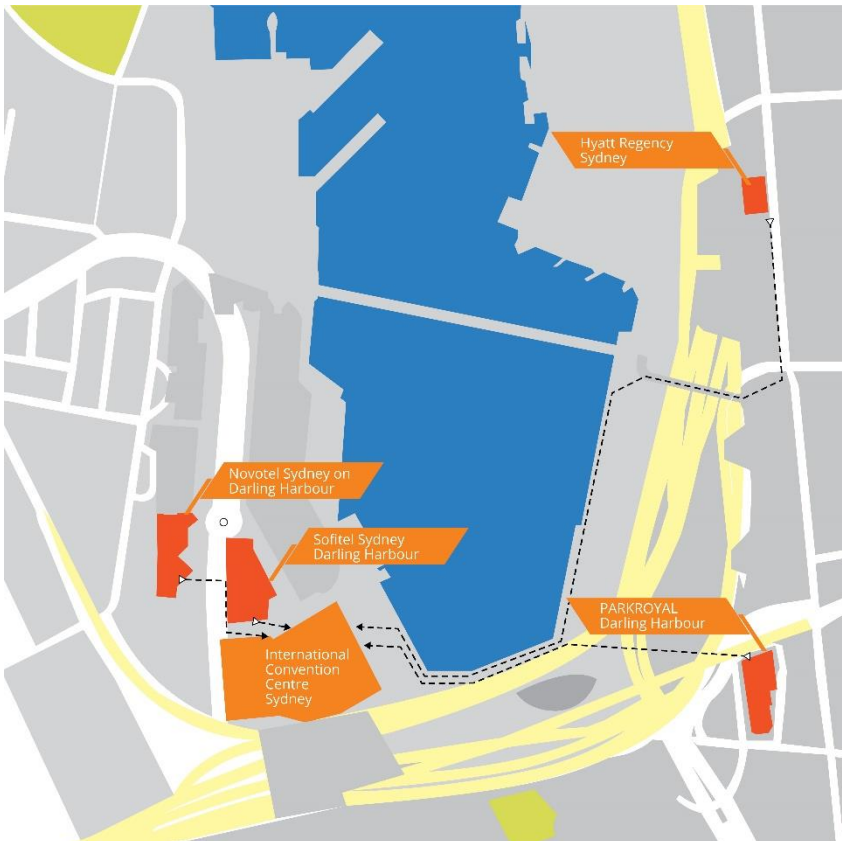 Hyatt Regency
Sydney
Novotel Sydney on
Darling Harbour
Sofitel Sydney
Darling Harbour
PARKROYAL
Darling Harbour
International
Convention
Centre
Sydney